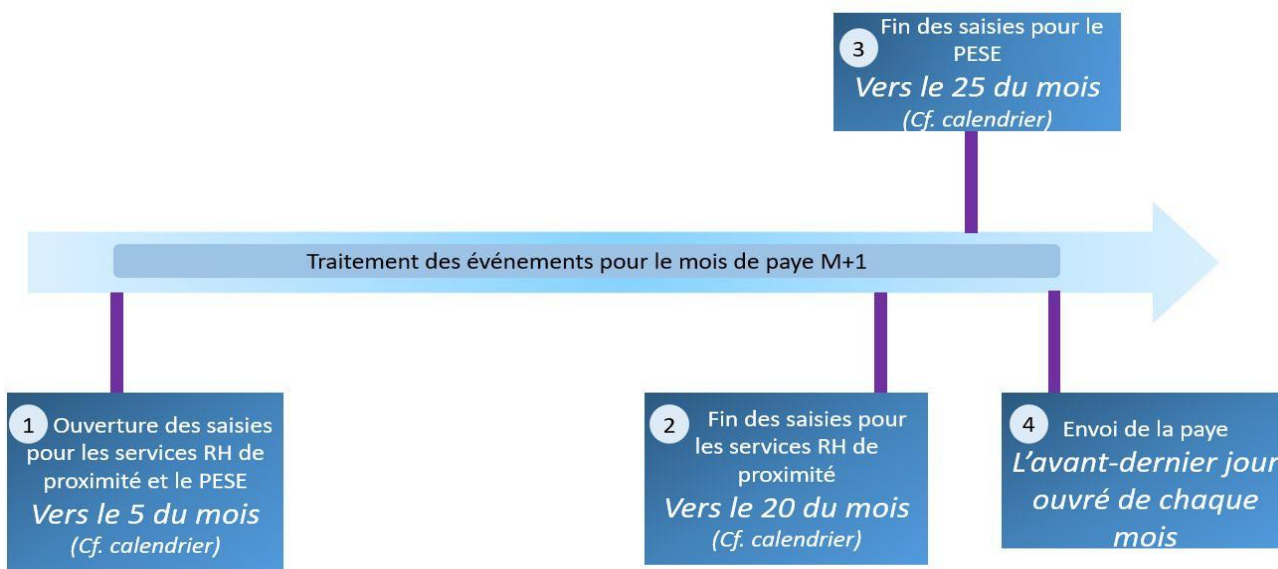 3 Fin des saisies pour le
PESE
Vers le 25 du mois
(Cf. calendrier)
Traitement des événements pour le mois de paye M+1
1 Ouverture des saisies
pour les services RH de
proximité et le PESE
Vers le 5 du mois
(Cf. calendrier)
2 Fin des saisies pour
les services RH de
proximité
Vers le 20 du mois
(Cf. calendrier)
4 Envoi de la paye
L'avant-dernier jour
ouvré de chaque
mois